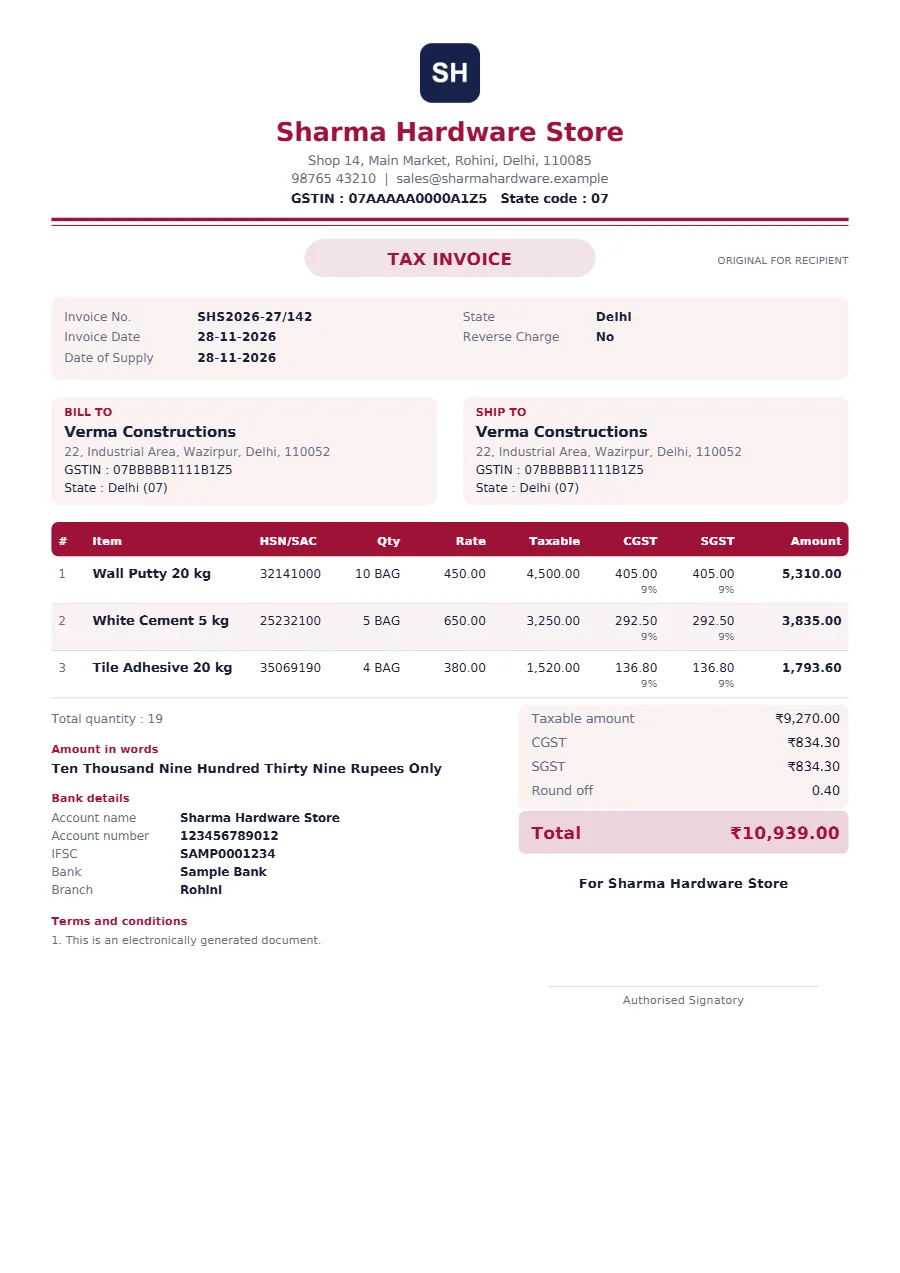 SH
Sharma Hardware Store
Shop 14, Main Market, Rohini, Delhi, 110085
98765 43210 | sales@sharmahardware.example
GSTIN : 07AAAAA0000A1Z5 State code : 07
TAX INVOICE
ORIGINAL FOR RECIPIENT
Invoice No. SHS2026-27/142 State Delhi
Invoice Date 28-11-2026 Reverse Charge No
Date of Supply 28-11-2026
BILL TO
Verma Constructions
22, Industrial Area, Wazirpur, Delhi, 110052
GSTIN : 07BBBBB1111B1Z5
State : Delhi (07)
SHIP TO
Verma Constructions
22, Industrial Area, Wazirpur, Delhi, 110052
GSTIN : 07BBBBB1111B1Z5
State : Delhi (07)
# Item HSN/SAC Qty Rate Taxable CGST SGST Amount
1 Wall Putty 20 kg 32141000 10 BAG 450.00 4,500.00 405.00 405.00 5,310.00
9% 9%
2 White Cement 5 kg 25232100 5 BAG 650.00 3,250.00 292.50 292.50 3,835.00
9% 9%
3 Tile Adhesive 20 kg 35069190 4 BAG 380.00 1,520.00 136.80 136.80 1,793.60
9% 9%
Total quantity : 19
Amount in words
Ten Thousand Nine Hundred Thirty Nine Rupees Only
Bank details
Account name Sharma Hardware Store
Account number 123456789012
IFSC SAMP0001234
Bank Sample Bank
Branch Rohini
Terms and conditions
1. This is an electronically generated document.
Taxable amount ₹9,270.00
CGST ₹834.30
SGST ₹834.30
Round off 0.40
Total ₹10,939.00
For Sharma Hardware Store
Authorised Signatory